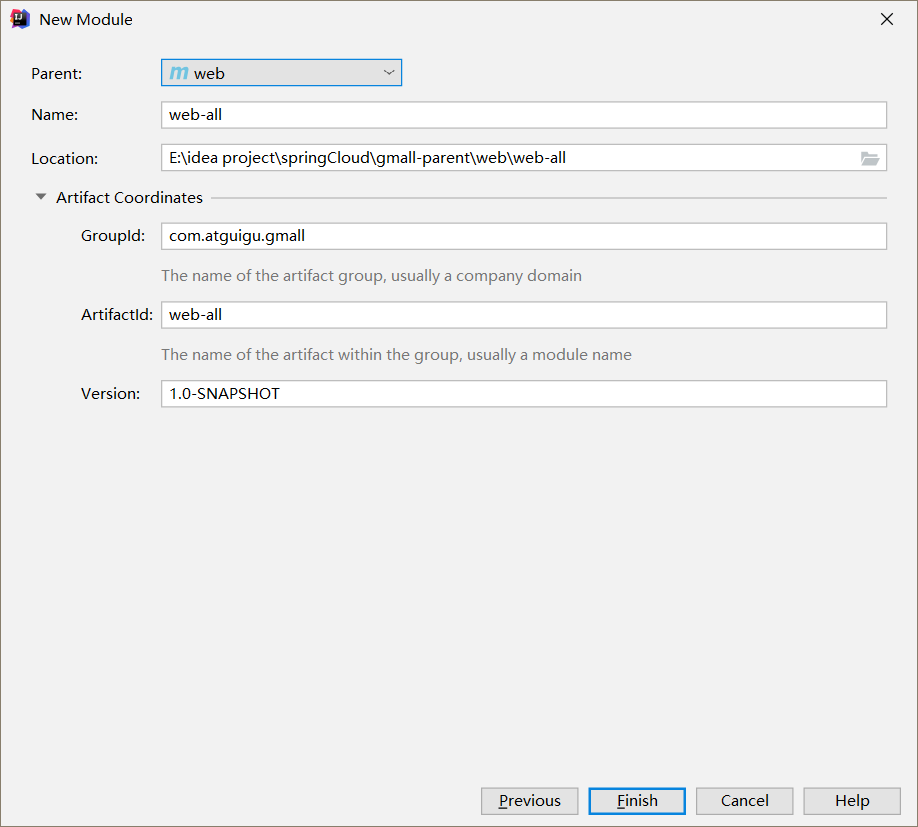 New Module
Parent: m web
Name: web-all
Location: E:\idea project\springCloud\gmall-parent\web\web-all
Artifact Coordinates
GroupId: com.atguigu.gmall
The name of the artifact group, usually a company domain
ArtifactId: web-all
The name of the artifact within the group, usually a module name
Version: 1.0-SNAPSHOT
Previous Finish Cancel Help